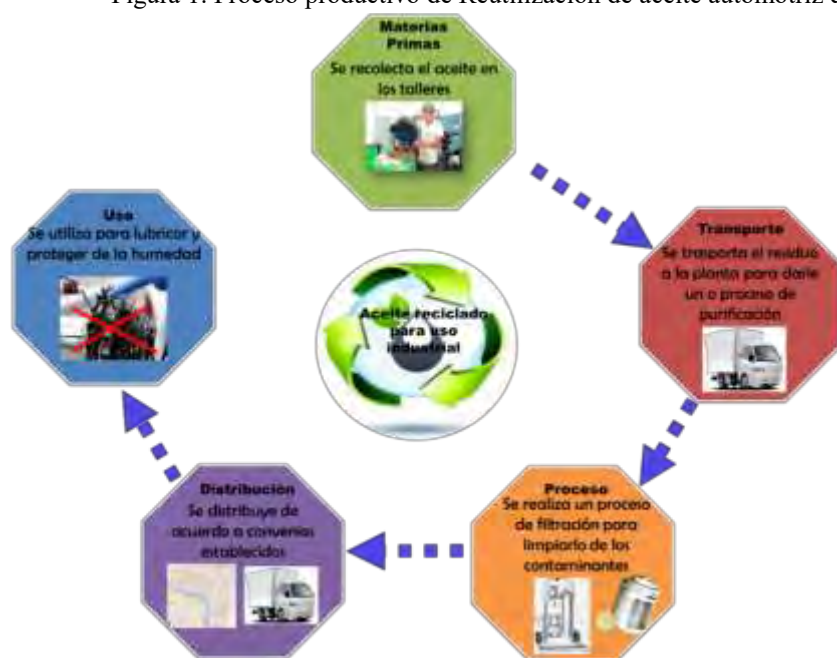 Figura 1. Proceso productivo de Reutilización de aceite automotriz
Materias
Primas
Se recolecta el aceite en
los talleres
Transporte
Se trasporta el residuo
a la planta para darle
un o proceso de
purificación
Proceso
Se realiza un proceso
de filtración para
limpiarlo de los
contaminantes
Distribución
Se distribuye de
acuerdo a convenios
establecidos
Uso
Se utiliza para lubricar y
proteger de la humedad
Aceite reciclado
para uso
industrial